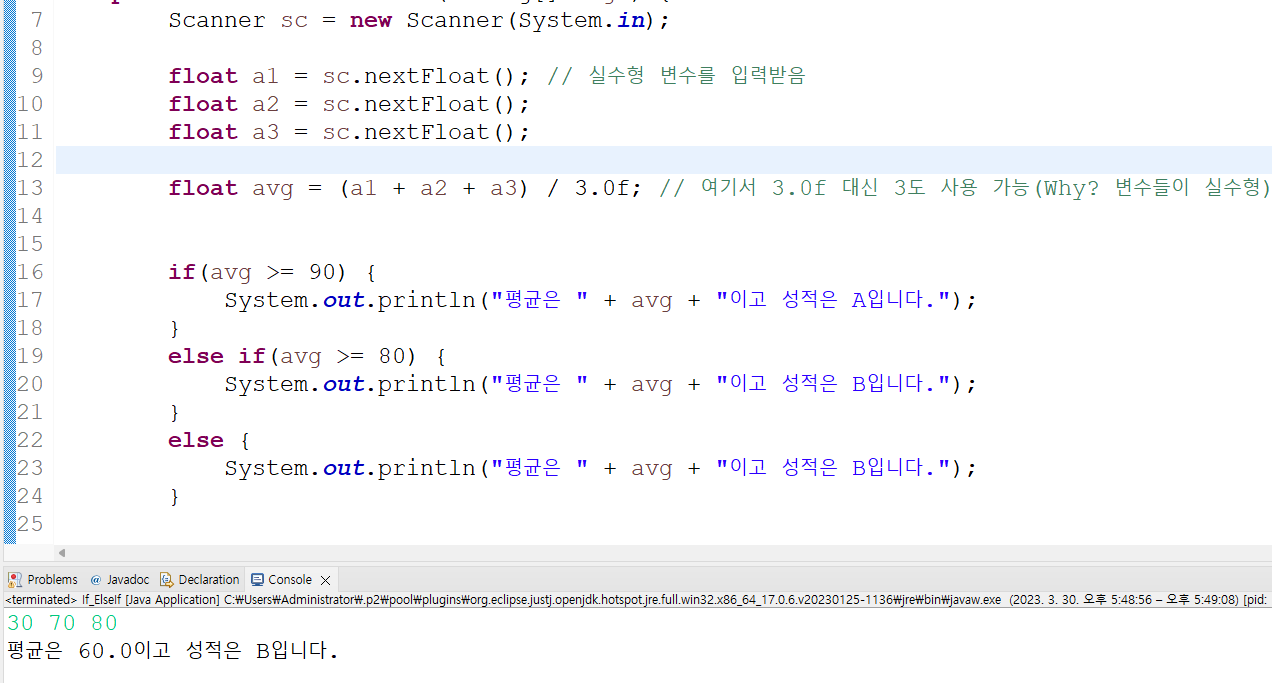 7 Scanner sc = new Scanner(System.in);
8
9 float a1 = sc.nextFloat(); // 실수형 변수를 입력받음
10 float a2 = sc.nextFloat();
11 float a3 = sc.nextFloat();
12
13 float avg = (a1 + a2 + a3) / 3.0f; // 여기서 3.0f 대신 3도 사용 가능(Why? 변수들이 실수형)
14
15
16 if(avg >= 90) {
17 System.out.println("평균은 " + avg + "이고 성적은 A입니다.");
18 }
19 else if(avg >= 80) {
20 System.out.println("평균은 " + avg + "이고 성적은 B입니다.");
21 }
22 else {
23 System.out.println("평균은 " + avg + "이고 성적은 B입니다.");
24 }
25
Problems @ Javadoc Declaration Console
<terminated> If_ElseIf [Java Application] C:₩Users₩Administrator₩.p2₩pool₩plugins₩org.eclipse.justj.openjdk.hotspot.jre.full.win32.x86_64_17.0.6.v20230125-1136₩jre₩bin₩javaw.exe (2023. 3. 30. 오후 5:48:56 – 오후 5:49:08) [pid:
30 70 80
평균은 60.0이고 성적은 B입니다.